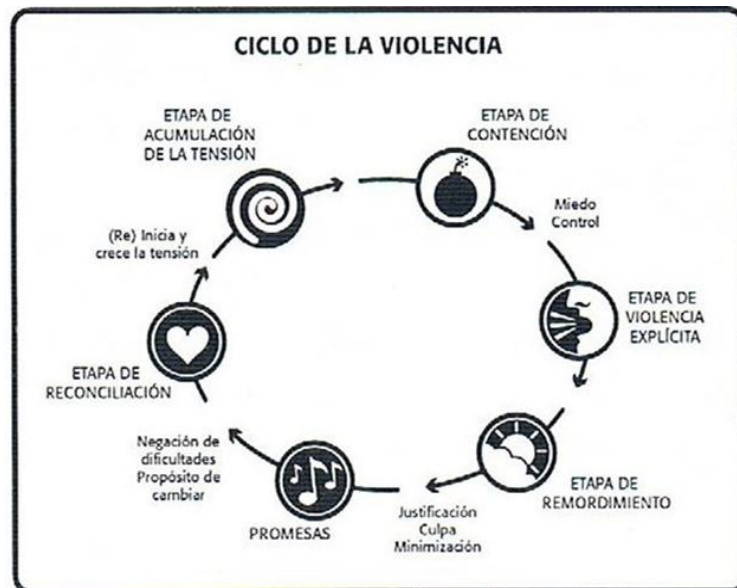 CICLO DE LA VIOLENCIA
ETAPA DE
ACUMULACIÓN
DE LA TENSIÓN
ETAPA DE
CONTENCIÓN
Miedo
Control
ETAPA DE
VIOLENCIA
EXPLÍCITA
ETAPA DE
REMORDIMIENTO
Justificación
Culpa
Minimización
PROMESAS
Negación de
dificultades
Propósito de
cambiar
ETAPA DE
RECONCILIACIÓN
(Re) Inicia y
crece la tensión